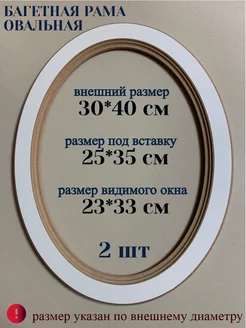 БАГЕТНАЯ РАМА
ОВАЛЬНАЯ
внешний размер
30*40 см
размер под вставку
25*35 см
размер видимого окна
23*33 см
2 шт
! размер указан по внешнему диаметру